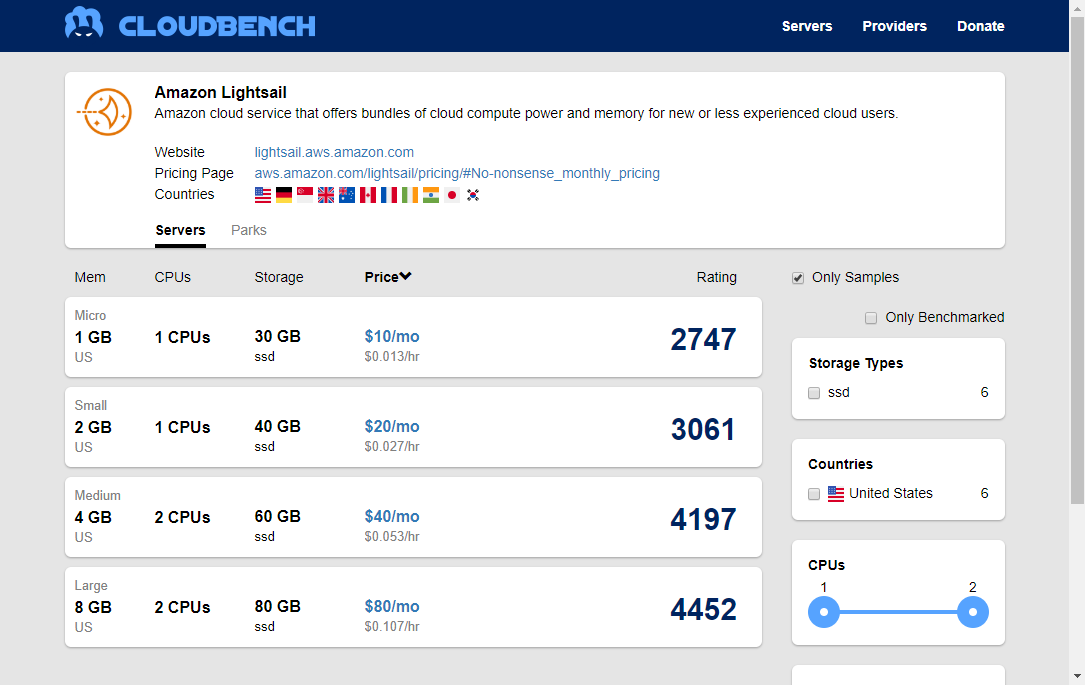 CLOUDBENCH Servers Providers Donate
Amazon Lightsail
Amazon cloud service that offers bundles of cloud compute power and memory for new or less experienced cloud users.
Website lightsail.aws.amazon.com
Pricing Page aws.amazon.com/lightsail/pricing/#No-nonsense_monthly_pricing
Countries
Servers Parks
Mem CPUs Storage Price Rating
Micro
1 GB 1 CPUs 30 GB $10/mo 2747
US ssd $0.013/hr
Small
2 GB 1 CPUs 40 GB $20/mo 3061
US ssd $0.027/hr
Medium
4 GB 2 CPUs 60 GB $40/mo 4197
US ssd $0.053/hr
Large
8 GB 2 CPUs 80 GB $80/mo 4452
US ssd $0.107/hr
Only Samples
Only Benchmarked
Storage Types
ssd 6
Countries
United States 6
CPUs
1 2